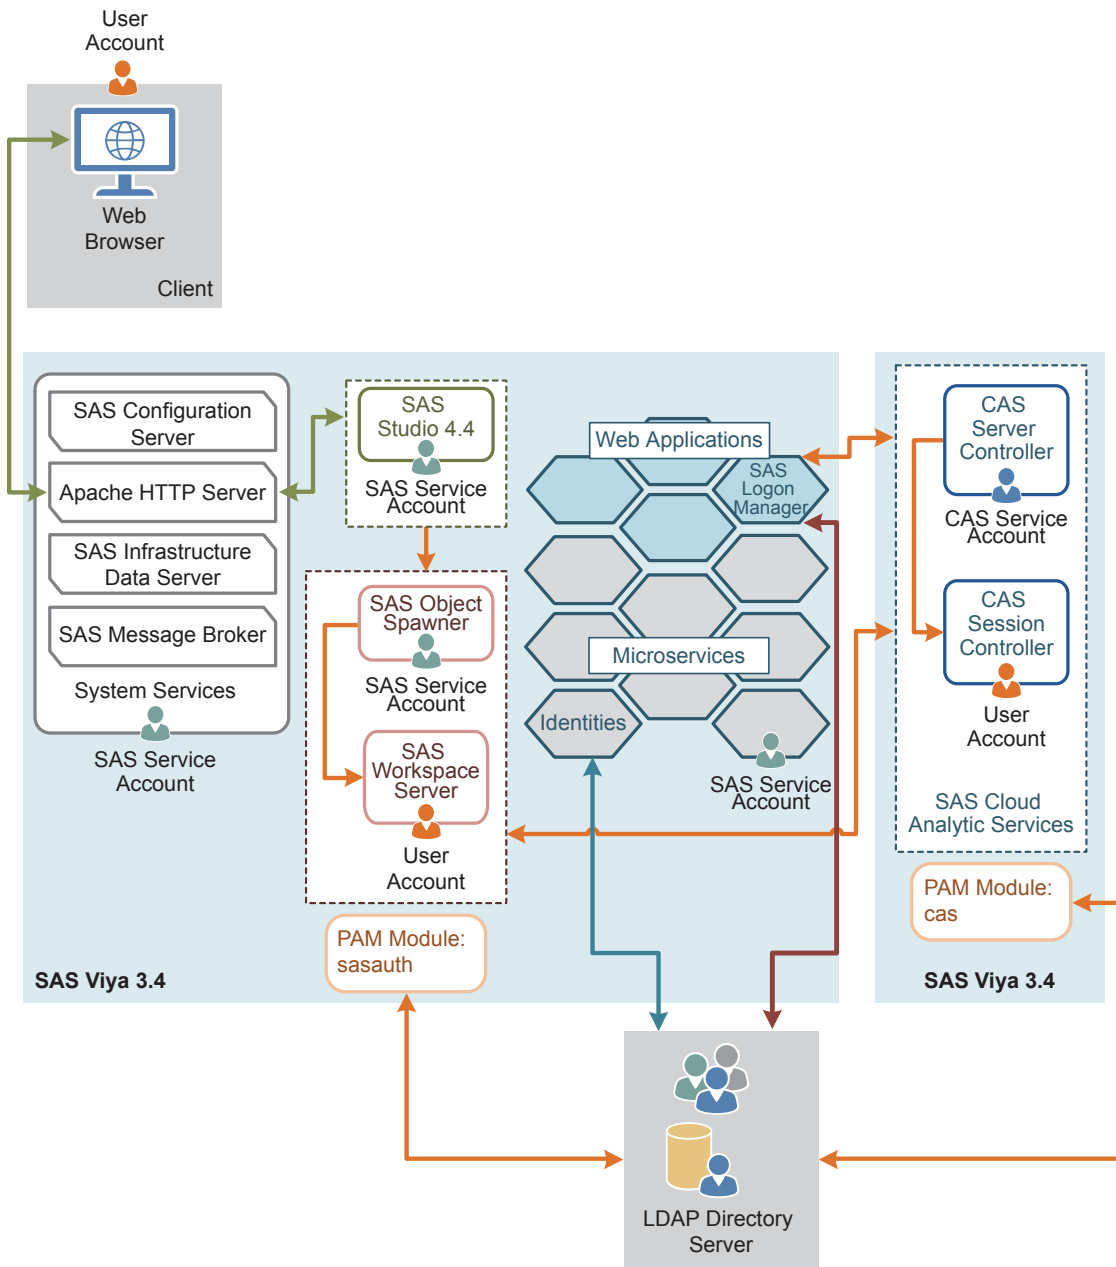 User
Account
Web
Browser
Client
SAS Configuration
Server
Apache HTTP Server
SAS Infrastructure
Data Server
SAS Message Broker
System Services
SAS Service
Account
SAS Viya 3.4
SAS
Studio 4.4
SAS Service
Account
SAS Object
Spawner
SAS Service
Account
SAS
Workspace
Server
User
Account
PAM Module:
sasauth
Web Applications
SAS
Logon
Manager
Microservices
Identities
SAS Service
Account
CAS
Server
Controller
CAS Service
Account
CAS
Session
Controller
User
Account
SAS Cloud
Analytic Services
PAM Module:
cas
SAS Viya 3.4
LDAP Directory
Server